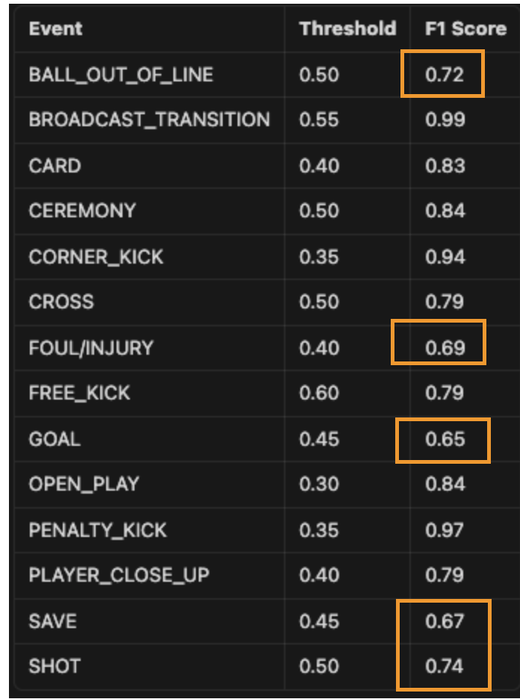 Event Threshold F1 Score
BALL_OUT_OF_LINE 0.50 0.72
BROADCAST_TRANSITION 0.55 0.99
CARD 0.40 0.83
CEREMONY 0.50 0.84
CORNER_KICK 0.35 0.94
CROSS 0.50 0.79
FOUL/INJURY 0.40 0.69
FREE_KICK 0.60 0.79
GOAL 0.45 0.65
OPEN_PLAY 0.30 0.84
PENALTY_KICK 0.35 0.97
PLAYER_CLOSE_UP 0.40 0.79
SAVE 0.45 0.67
SHOT 0.50 0.74